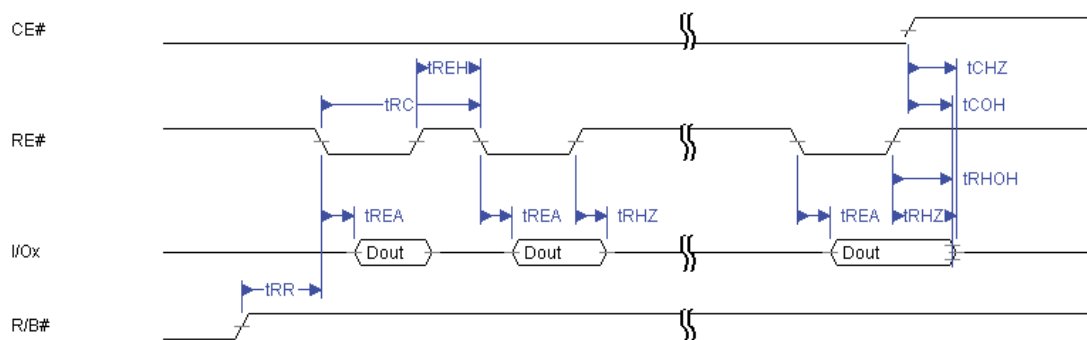 CE#
tCHZ
tREH
tCOH
tRC
RE#
tRHOH
tREA
tREA
tRHZ
tREA
tRHZ
I/Ox
Dout
Dout
Dout
tRR
R/B#